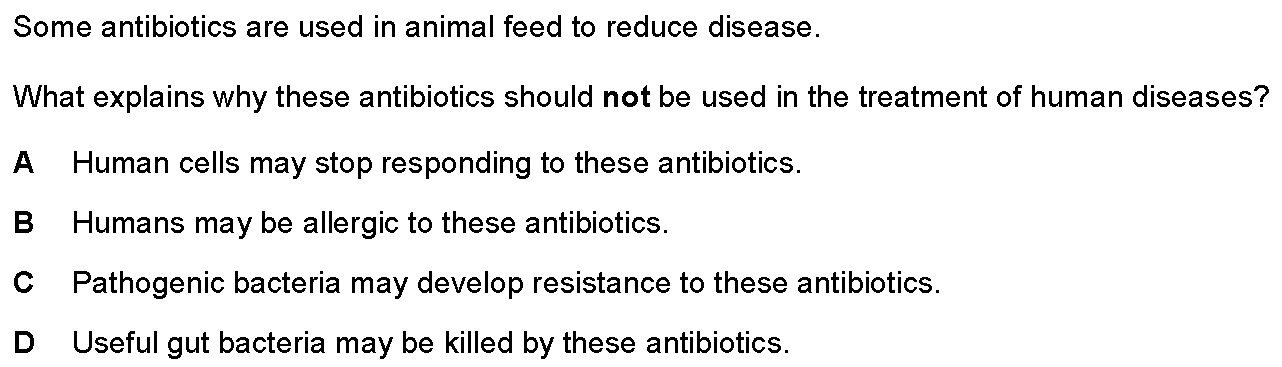 Some antibiotics are used in animal feed to reduce disease.
What explains why these antibiotics should not be used in the treatment of human diseases?
A Human cells may stop responding to these antibiotics.
B Humans may be allergic to these antibiotics.
C Pathogenic bacteria may develop resistance to these antibiotics.
D Useful gut bacteria may be killed by these antibiotics.